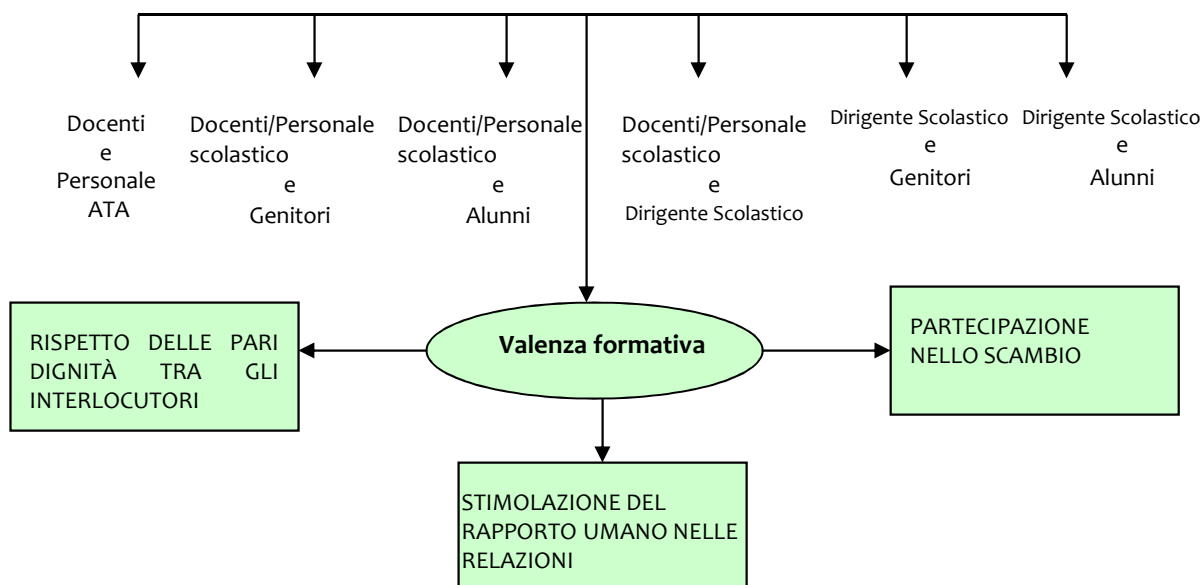 Docenti
e
Personale
ATA
Docenti/Personale
scolastico
e
Genitori
Docenti/Personale
scolastico
e
Alunni
Docenti/Personale
scolastico
e
Dirigente Scolastico
Dirigente Scolastico
e
Genitori
Dirigente Scolastico
e
Alunni
RISPETTO DELLE PARI
DIGNITÀ TRA GLI
INTERLOCUTORI
Valenza formativa
PARTECIPAZIONE
NELLO SCAMBIO
STIMOLAZIONE DEL
RAPPORTO UMANO NELLE
RELAZIONI